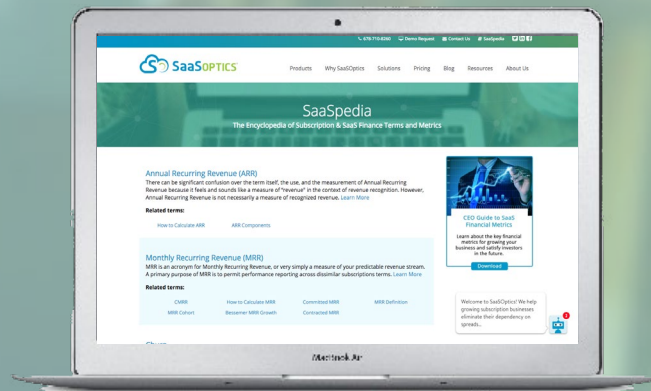 678-710-8260 Demo Request Contact Us SaaSpedia
SaaSOPTICS
Products Why SaaSOptics Solutions Pricing Blog Resources About Us
SaaSpedia
The Encyclopedia of Subscription & SaaS Finance Terms and Metrics
Annual Recurring Revenue (ARR)
There can be significant confusion over the term itself, the use, and the measurement of Annual Recurring
Revenue because it feels and sounds like a measure of "revenue" in the context of revenue recognition. However,
Annual Recurring Revenue is not necessarily a measure of recognized revenue. Learn More
Related terms:
How to Calculate ARR ARR Components
Monthly Recurring Revenue (MRR)
MRR is an acronym for Monthly Recurring Revenue, or very simply a measure of your predictable revenue stream.
A primary purpose of MRR is to permit performance reporting across dissimilar subscriptions terms. Learn More
Related terms:
CMRR How to Calculate MRR Committed MRR MRR Definition
MRR Cohort Bessemer MRR Growth Contracted MRR
CEO Guide to SaaS
Financial Metrics
Learn about the key financial
metrics for growing your
business and satisfy investors
in the future.
Download
Welcome to SaaSOptics! We help
growing subscription businesses
eliminate their dependency on
spreads...
1
MacBook Air